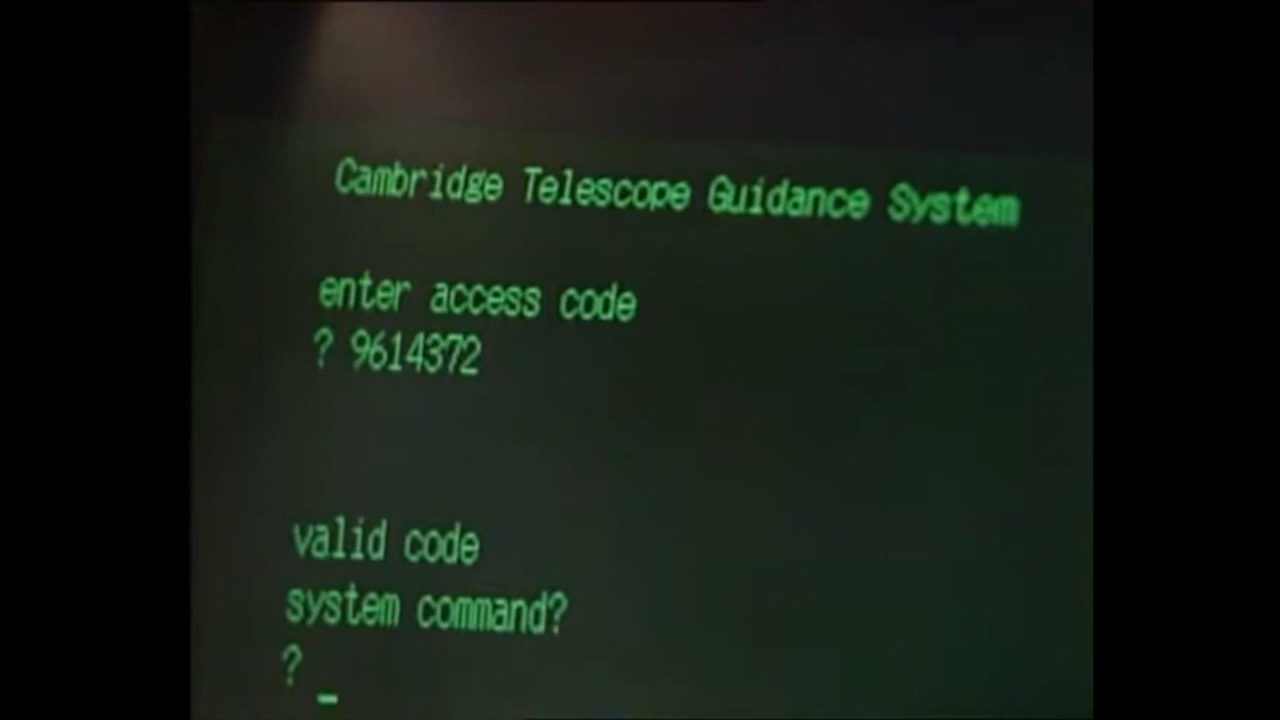 Cambridge Telescope Guidance System
enter access code
? 9614372
valid code
system command?
? _